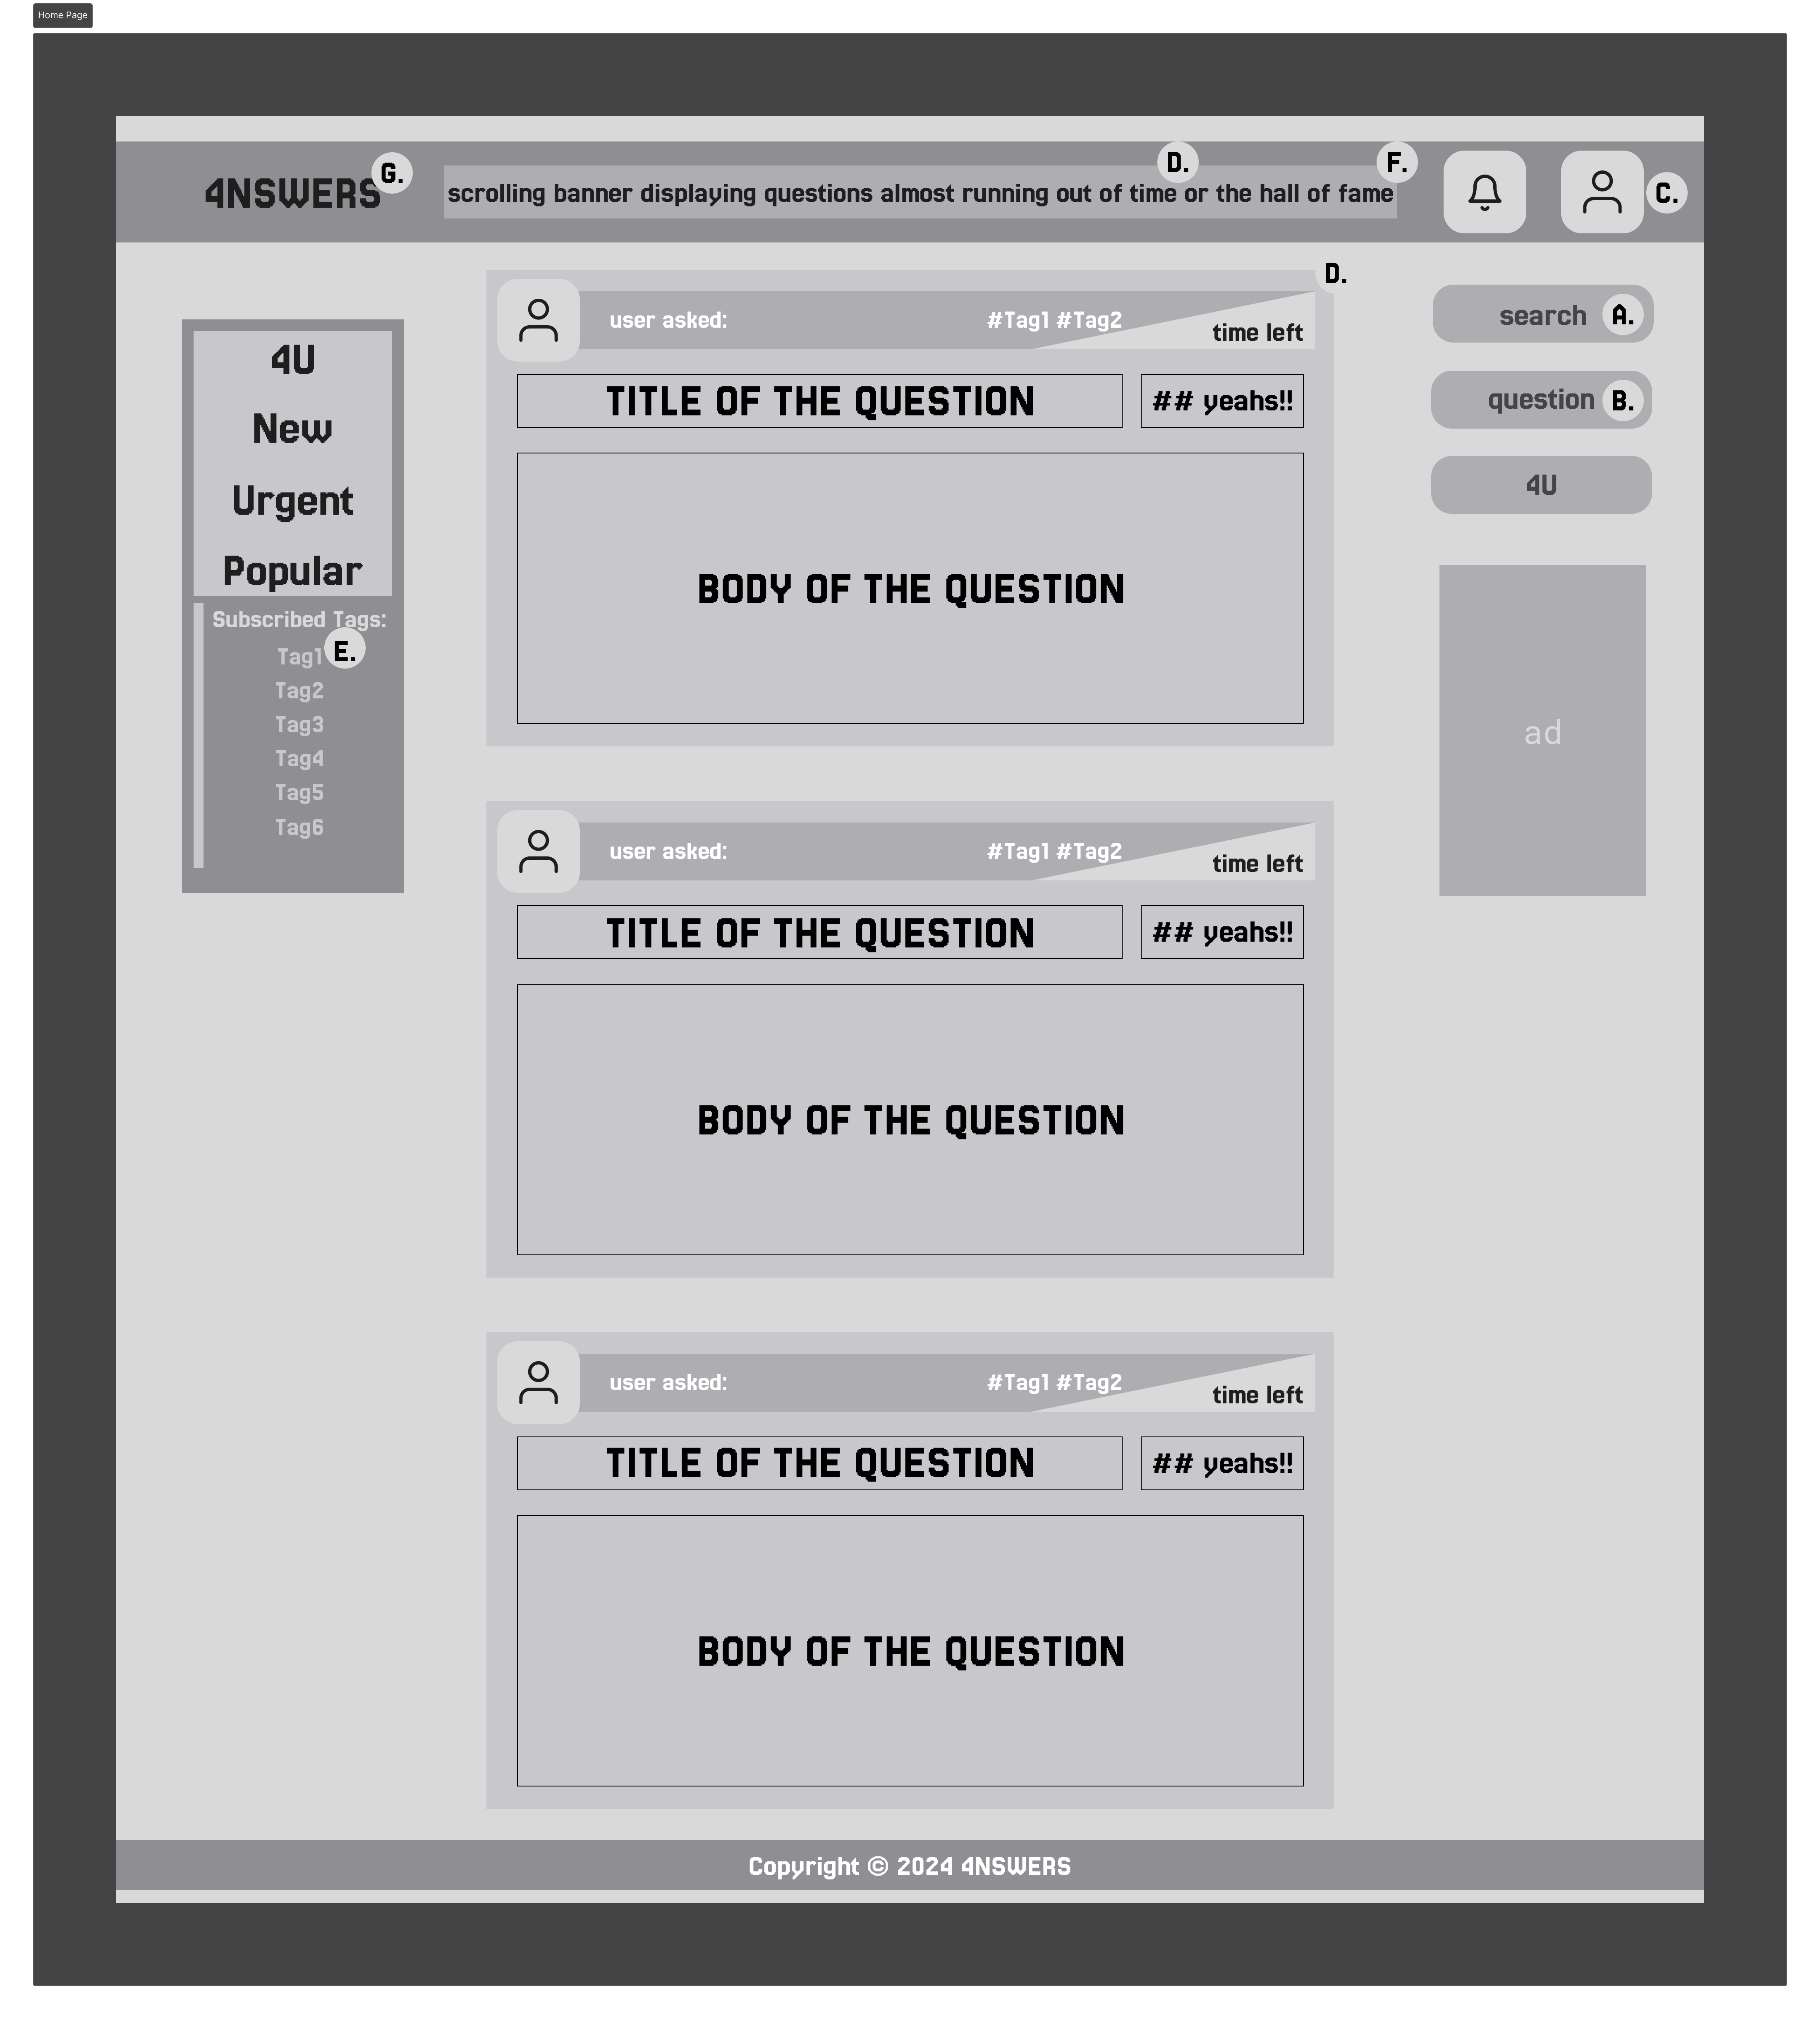 Home Page
4NSWERS
G.
scrolling banner displaying questions almost running out of time or the hall of fame
D.
F.
C.
4U
New
Urgent
Popular
Subscribed Tags:
E.
Tag1
Tag2
Tag3
Tag4
Tag5
Tag6
D.
user asked:
#Tag1 #Tag2
time left
TITLE OF THE QUESTION
## yeahs!!
BODY OF THE QUESTION
user asked:
#Tag1 #Tag2
time left
TITLE OF THE QUESTION
## yeahs!!
BODY OF THE QUESTION
user asked:
#Tag1 #Tag2
time left
TITLE OF THE QUESTION
## yeahs!!
BODY OF THE QUESTION
search
A.
question
B.
4U
ad
Copyright © 2024 4NSWERS